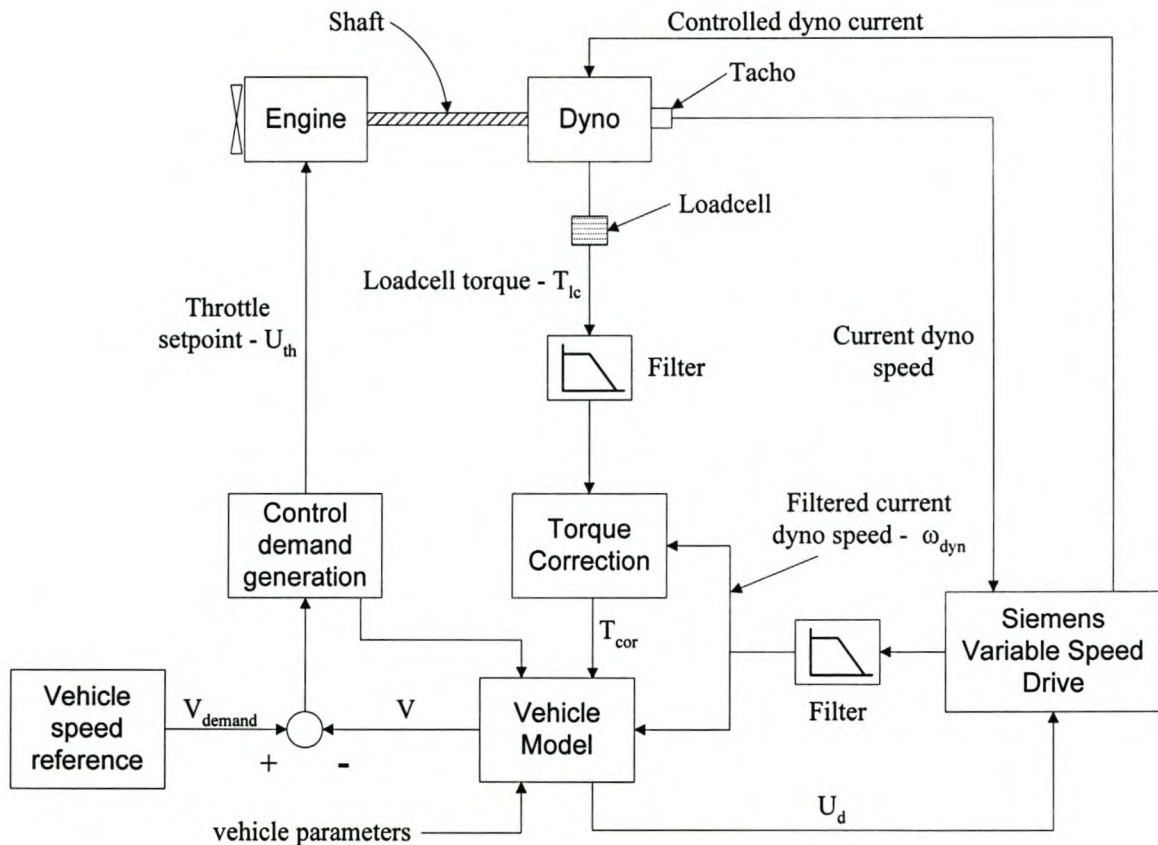 Shaft
Controlled dyno current
Tacho
Engine
Dyno
Loadcell
Loadcell torque - T_lc
Throttle
setpoint - U_th
Filter
Current dyno
speed
Control
demand
generation
Torque
Correction
Filtered current
dyno speed - ω_dyn
T_cor
Siemens
Variable Speed
Drive
Filter
Vehicle
speed
reference
V_demand
+
-
V
Vehicle
Model
U_d
vehicle parameters